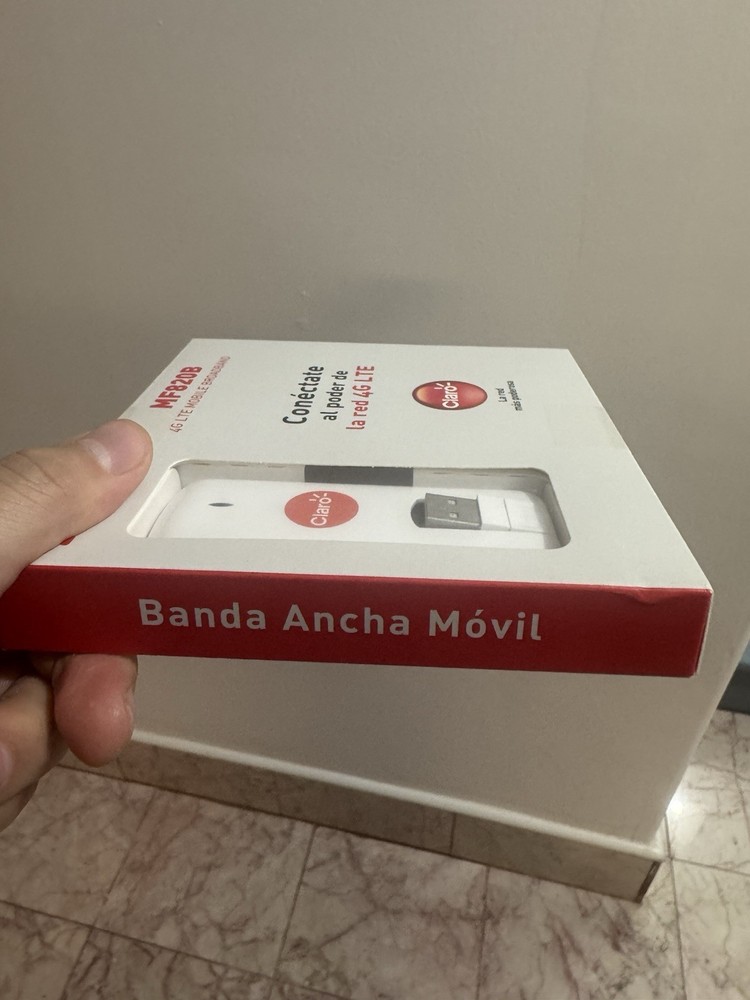 MF820B
4G LTE MOBILE BROADBAND
Conéctate
al poder de
la red 4G LTE
Claro
La red
más poderosa
Claro
Banda Ancha Móvil